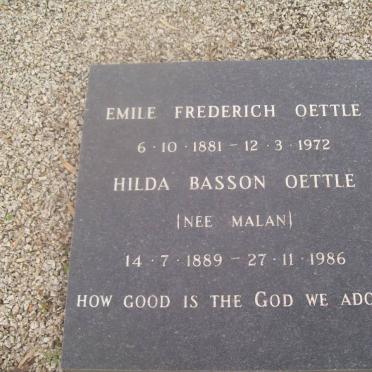 EMILE FREDERICH OETTLE
6 · 10 · 1881 – 12 · 3 · 1972
HILDA BASSON OETTLE
(NEE MALAN)
14 · 7 · 1889 – 27 · 11 · 1986
HOW GOOD IS THE GOD WE ADO